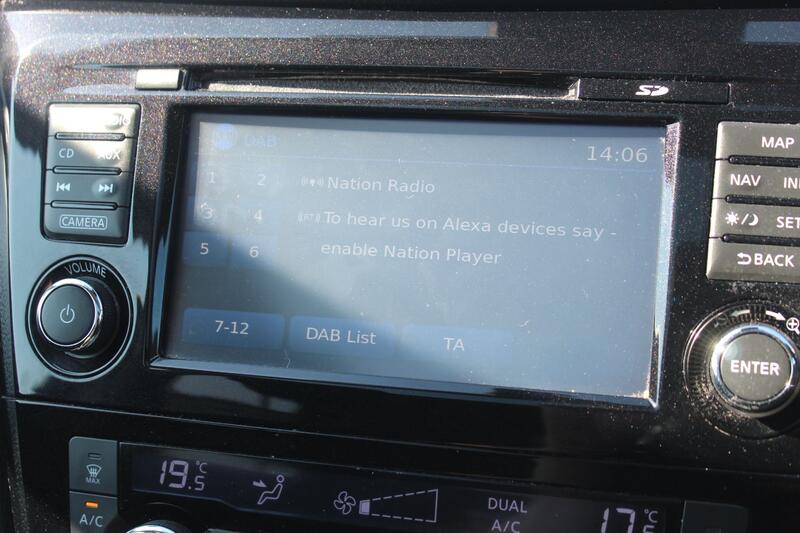 DAB
14:06
CD AUX
CAMERA
VOLUME
1 2
3 4
5 6
Nation Radio
To hear us on Alexa devices say -
enable Nation Player
7-12
DAB List
TA
MAP
NAV
SET
BACK
ENTER
MAX
A/C
19.5 °C
DUAL
A/C